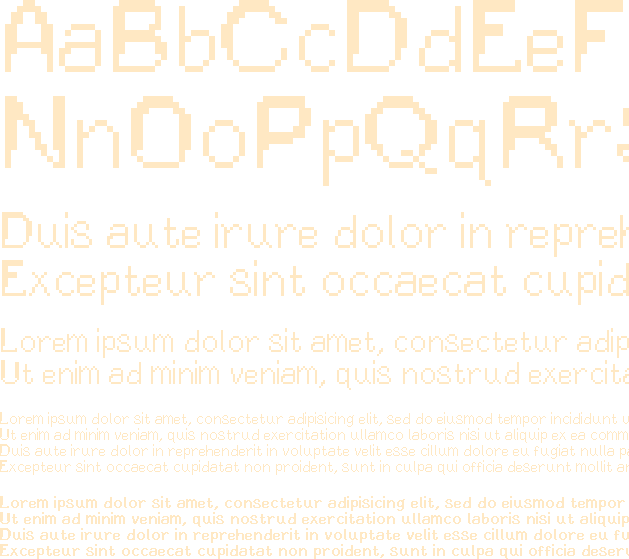 AaBbCcDdEeF
NnOoPpQqRr
Duis aute irure dolor in
Excepteur sint occaecat
Lorem ipsum dolor sit amet, consectetur
Ut enim ad minim veniam, quis nostrud
Lorem ipsum dolor sit amet, consectetur adipisicing elit, sed do eiusmod tempor incididunt u
Ut enim ad minim veniam, quis nostrud exercitation ullamco laboris nisi ut aliquip ex ea comm
Duis aute irure dolor in reprehenderit in voluptate velit esse cillum dolore eu fugiat nulla pa
Excepteur sint occaecat cupidatat non proident, sunt in culpa qui officia deserunt mollit an
Lorem ipsum dolor sit amet, consectetur adipisicing elit, sed do eiusmod tempor
Ut enim ad minim veniam, quis nostrud exercitation ullamco laboris nisi ut aliquip
Duis aute irure dolor in reprehenderit in voluptate velit esse cillum dolore eu fu
Excepteur sint occaecat cupidatat non proident, sunt in culpa qui officia deser